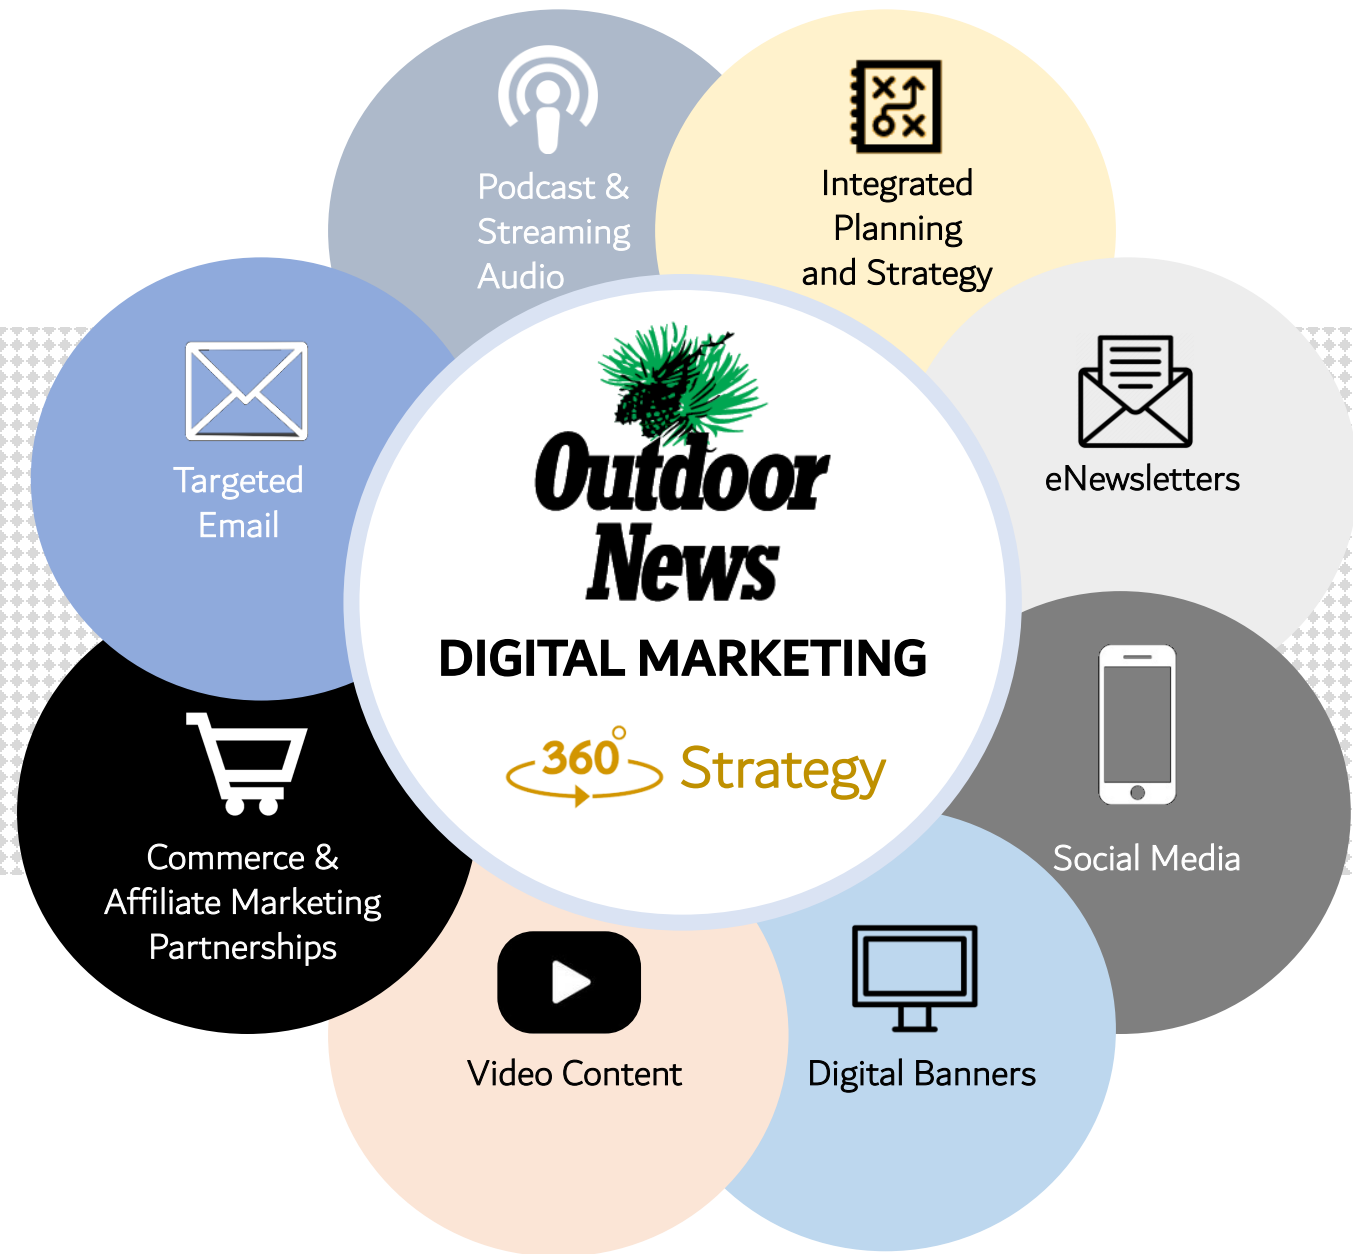 Podcast &
Streaming
Audio
Integrated
Planning
and Strategy
eNewsletters
Social Media
Digital Banners
Video Content
Commerce &
Affiliate Marketing
Partnerships
Targeted
Email
Outdoor
News
DIGITAL MARKETING
360° Strategy